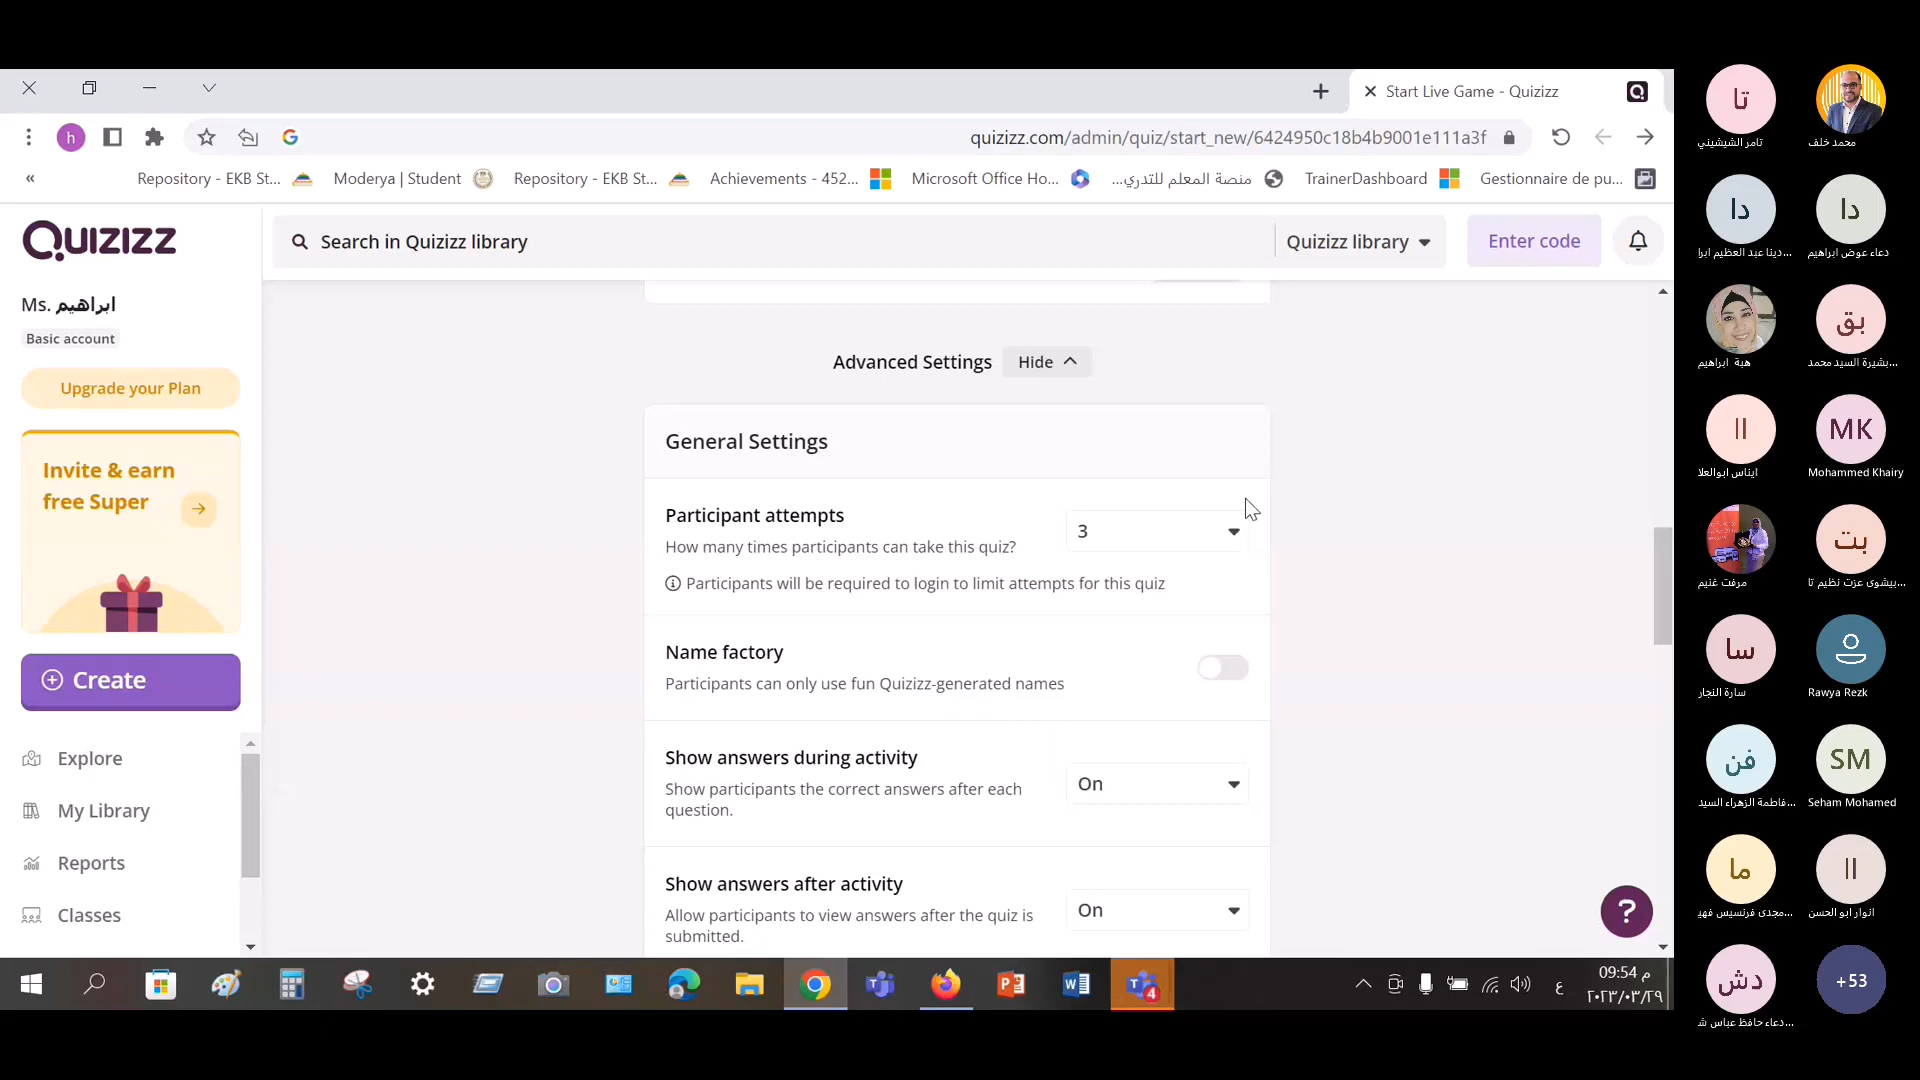 Start Live Game - Quizizz
h
quizizz.com/admin/quiz/start_new/6424950c18b4b9001e111a3f
«
Repository - EKB St...
Moderya | Student
Repository - EKB St...
Achievements - 452...
Microsoft Office Ho...
منصة المعلم للتدري...
TrainerDashboard
Gestionnaire de pu...
QUIZIZZ
Search in Quizizz library
Quizizz library
Enter code
Ms. ابراهيم
Basic account
Upgrade your Plan
Invite & earn
free Super
Create
Explore
My Library
Reports
Classes
Advanced Settings
Hide
General Settings
Participant attempts
How many times participants can take this quiz?
3
Participants will be required to login to limit attempts for this quiz
Name factory
Participants can only use fun Quizizz-generated names
Show answers during activity
Show participants the correct answers after each
question.
On
Show answers after activity
Allow participants to view answers after the quiz is
submitted.
On
?
4
ع
09:54 م
٢٠٢٣/٠٣/٢٩
تا
تامر الشيشيني
محمد خلف
دا
دينا عبد العظيم ابرا...
دا
دعاء عوض ابراهيم
هبة ابراهيم
بق
بشيرة السيد محمد...
اا
ايناس ابوالعلا
MK
Mohammed Khairy
مرفت غنيم
بت
بيشوى عزت نظيم تا...
سا
سارة النجار
Rawya Rezk
فن
فاطمة الزهراء السيد...
SM
Seham Mohamed
ما
مجدى فرنسيس فهي...
اا
انوار ابو الحسن
دش
دعاء حافظ عباس ش...
+53